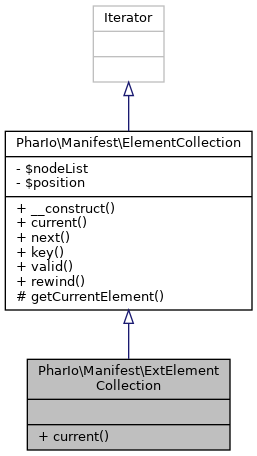 Iterator
PharIo\Manifest\ElementCollection
- $nodeList
- $position
+ __construct()
+ current()
+ next()
+ key()
+ valid()
+ rewind()
# getCurrentElement()
PharIo\Manifest\ExtElement
Collection
+ current()